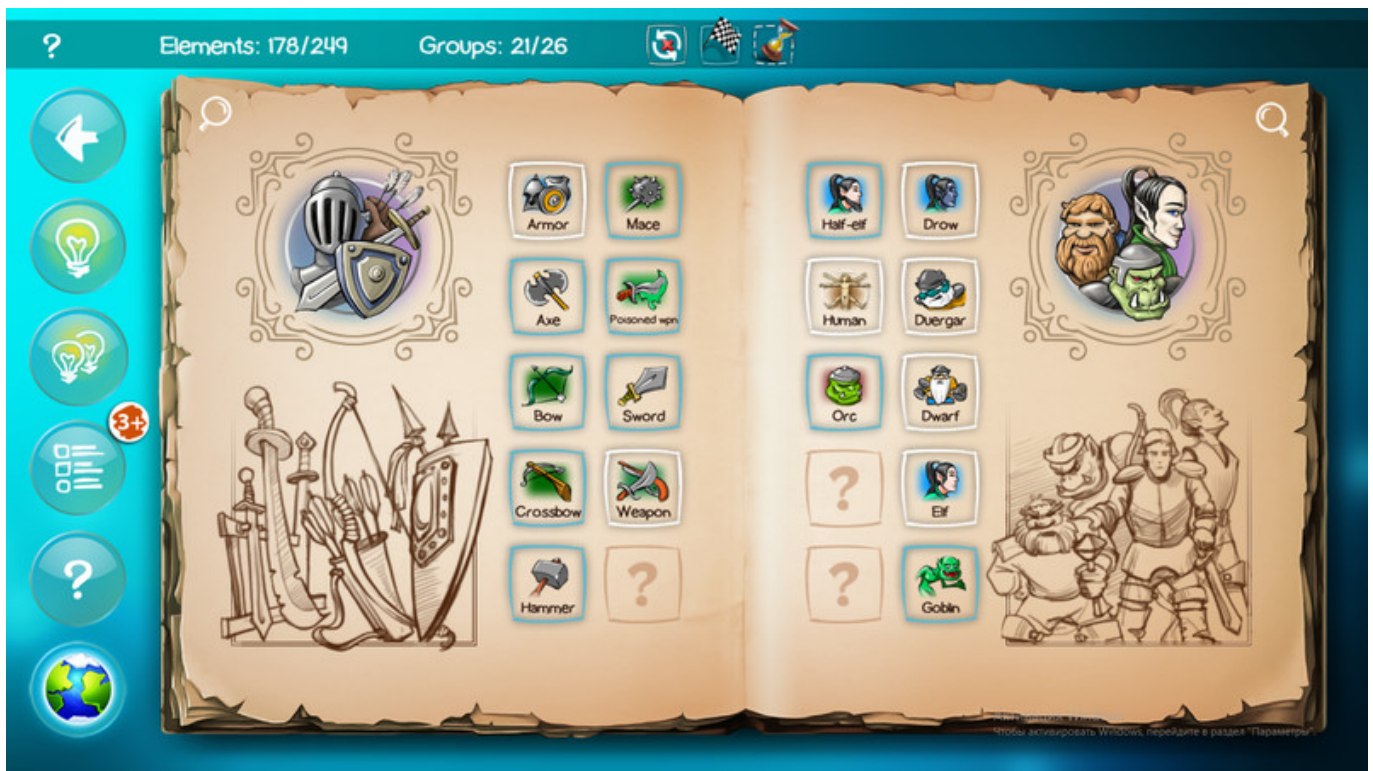 ?
Elements: 178/249
Groups: 21/26
3+
?
Armor
Mace
Axe
Poisoned wpn
Bow
Sword
Crossbow
Weapon
Hammer
?
Half-elf
Drow
Human
Duergar
Orc
Dwarf
?
Elf
?
Goblin
Чтобы активировать Windows, перейдите в раздел "Параметры".